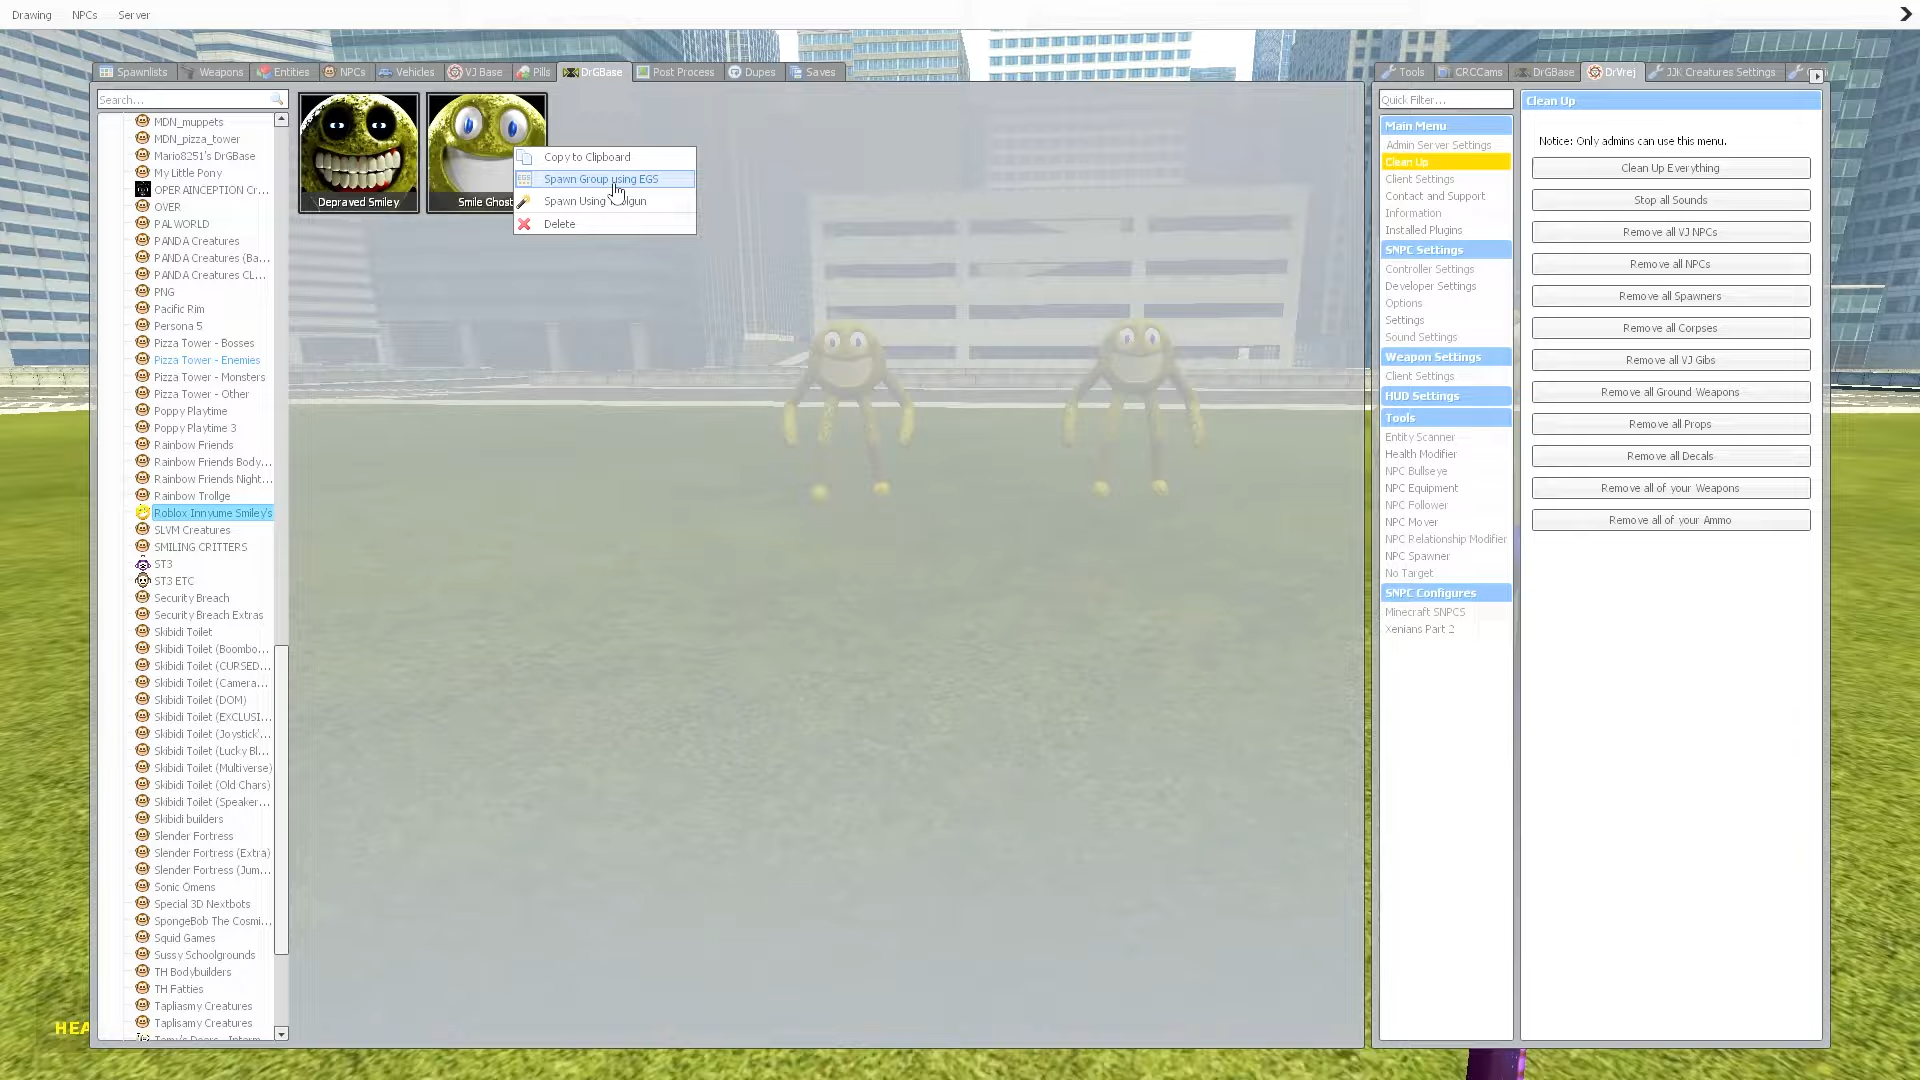 Drawing NPCs Server
Spawnlists Weapons Entities NPCs Vehicles VJ Base Pills DrGBase Post Process Dupes Saves
Search...
MDN_muppets
MDN_pizza_tower
Mario8251's DrGBase
My Little Pony
OPERAINCEPTION Cr...
OVER
PALWORLD
PANDA Creatures
PANDA Creatures (Ba...
PANDA Creatures CL...
PNG
Pacific Rim
Persona 5
Pizza Tower - Bosses
Pizza Tower - Enemies
Pizza Tower - Monsters
Pizza Tower - Other
Poppy Playtime
Poppy Playtime 3
Rainbow Friends
Rainbow Friends Body...
Rainbow Friends Night...
Rainbow Trollge
Roblox Innyume Smiley's
SLVM Creatures
SMILING CRITTERS
ST3
ST3 ETC
Security Breach
Security Breach Extras
Skibidi Toilet
Skibidi Toilet (Boombo...
Skibidi Toilet (CURSED...
Skibidi Toilet (Camera...
Skibidi Toilet (DOM)
Skibidi Toilet (EXCLUSI...
Skibidi Toilet (Joystick'...
Skibidi Toilet (Lucky Bl...
Skibidi Toilet (Multiverse)
Skibidi Toilet (Old Chars)
Skibidi Toilet (Speaker...
Skibidi builders
Slender Fortress
Slender Fortress (Extra)
Slender Fortress (Jum...
Sonic Omens
Special 3D Nextbots
SpongeBob The Cosmi...
Squid Games
Sussy Schoolgrounds
TH Bodybuilders
TH Fatties
Tapliasmy Creatures
Taplisamy Creatures
HEA
Depraved Smiley
Smile Ghost
Copy to Clipboard
Spawn Group using EGS
Spawn Using
Delete
Tools CRCCams DrGBase DrVrej JJK Creatures Settings
Quick Filter...
Main Menu
Admin Server Settings
Clean Up
Client Settings
Contact and Support
Information
Installed Plugins
SNPC Settings
Controller Settings
Developer Settings
Options
Settings
Sound Settings
Weapon Settings
Client Settings
HUD Settings
Tools
Entity Scanner
Health Modifier
NPC Bullseye
NPC Equipment
NPC Follower
NPC Mover
NPC Relationship Modifier
NPC Spawner
No Target
SNPC Configures
Minecraft SNPCS
Xenians Part 2
Clean Up
Notice: Only admins can use this menu.
Clean Up Everything
Stop all Sounds
Remove all VJ NPCs
Remove all NPCs
Remove all Spawners
Remove all Corpses
Remove all VJ Gibs
Remove all Ground Weapons
Remove all Props
Remove all Decals
Remove all of your Weapons
Remove all of your Ammo